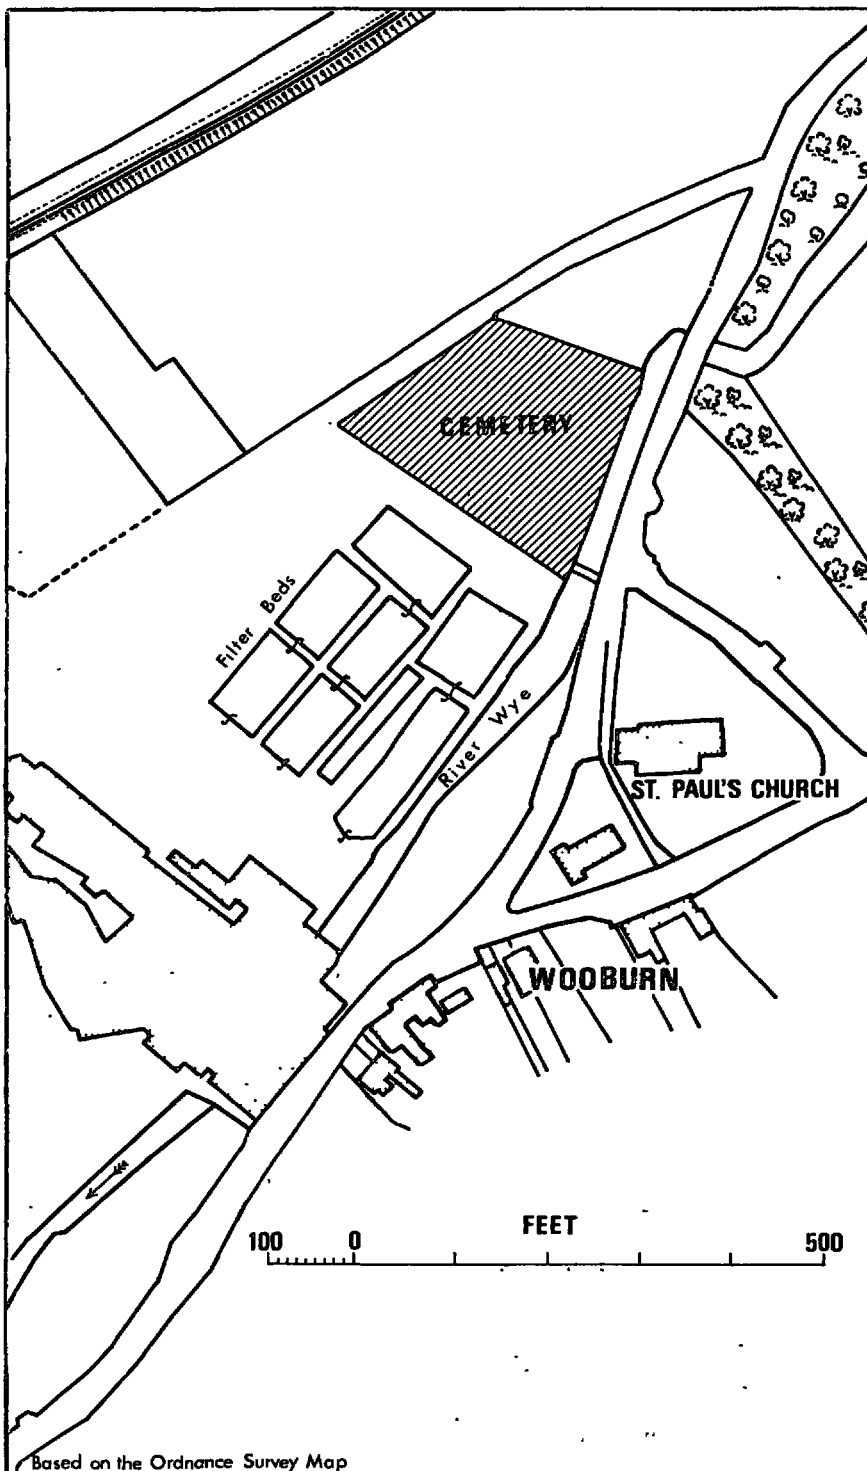 CEMETERY
Filter Beds
River Wye
ST. PAUL'S CHURCH
WOOBURN
FEET
100 0 500
Based on the Ordnance Survey Map